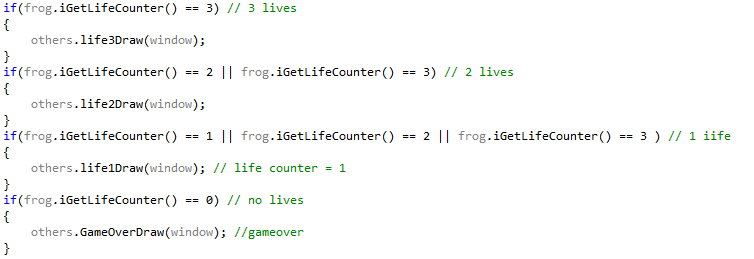 if(frog.iGetLifeCounter() == 3) // 3 lives
{
    others.life3Draw(window);
}
if(frog.iGetLifeCounter() == 2 || frog.iGetLifeCounter() == 3) // 2 lives
{
    others.life2Draw(window);
}
if(frog.iGetLifeCounter() == 1 || frog.iGetLifeCounter() == 2 || frog.iGetLifeCounter() == 3 ) // 1 iife
{
    others.life1Draw(window); // life counter = 1
}
if(frog.iGetLifeCounter() == 0) // no lives
{
    others.GameOverDraw(window); //gameover
}